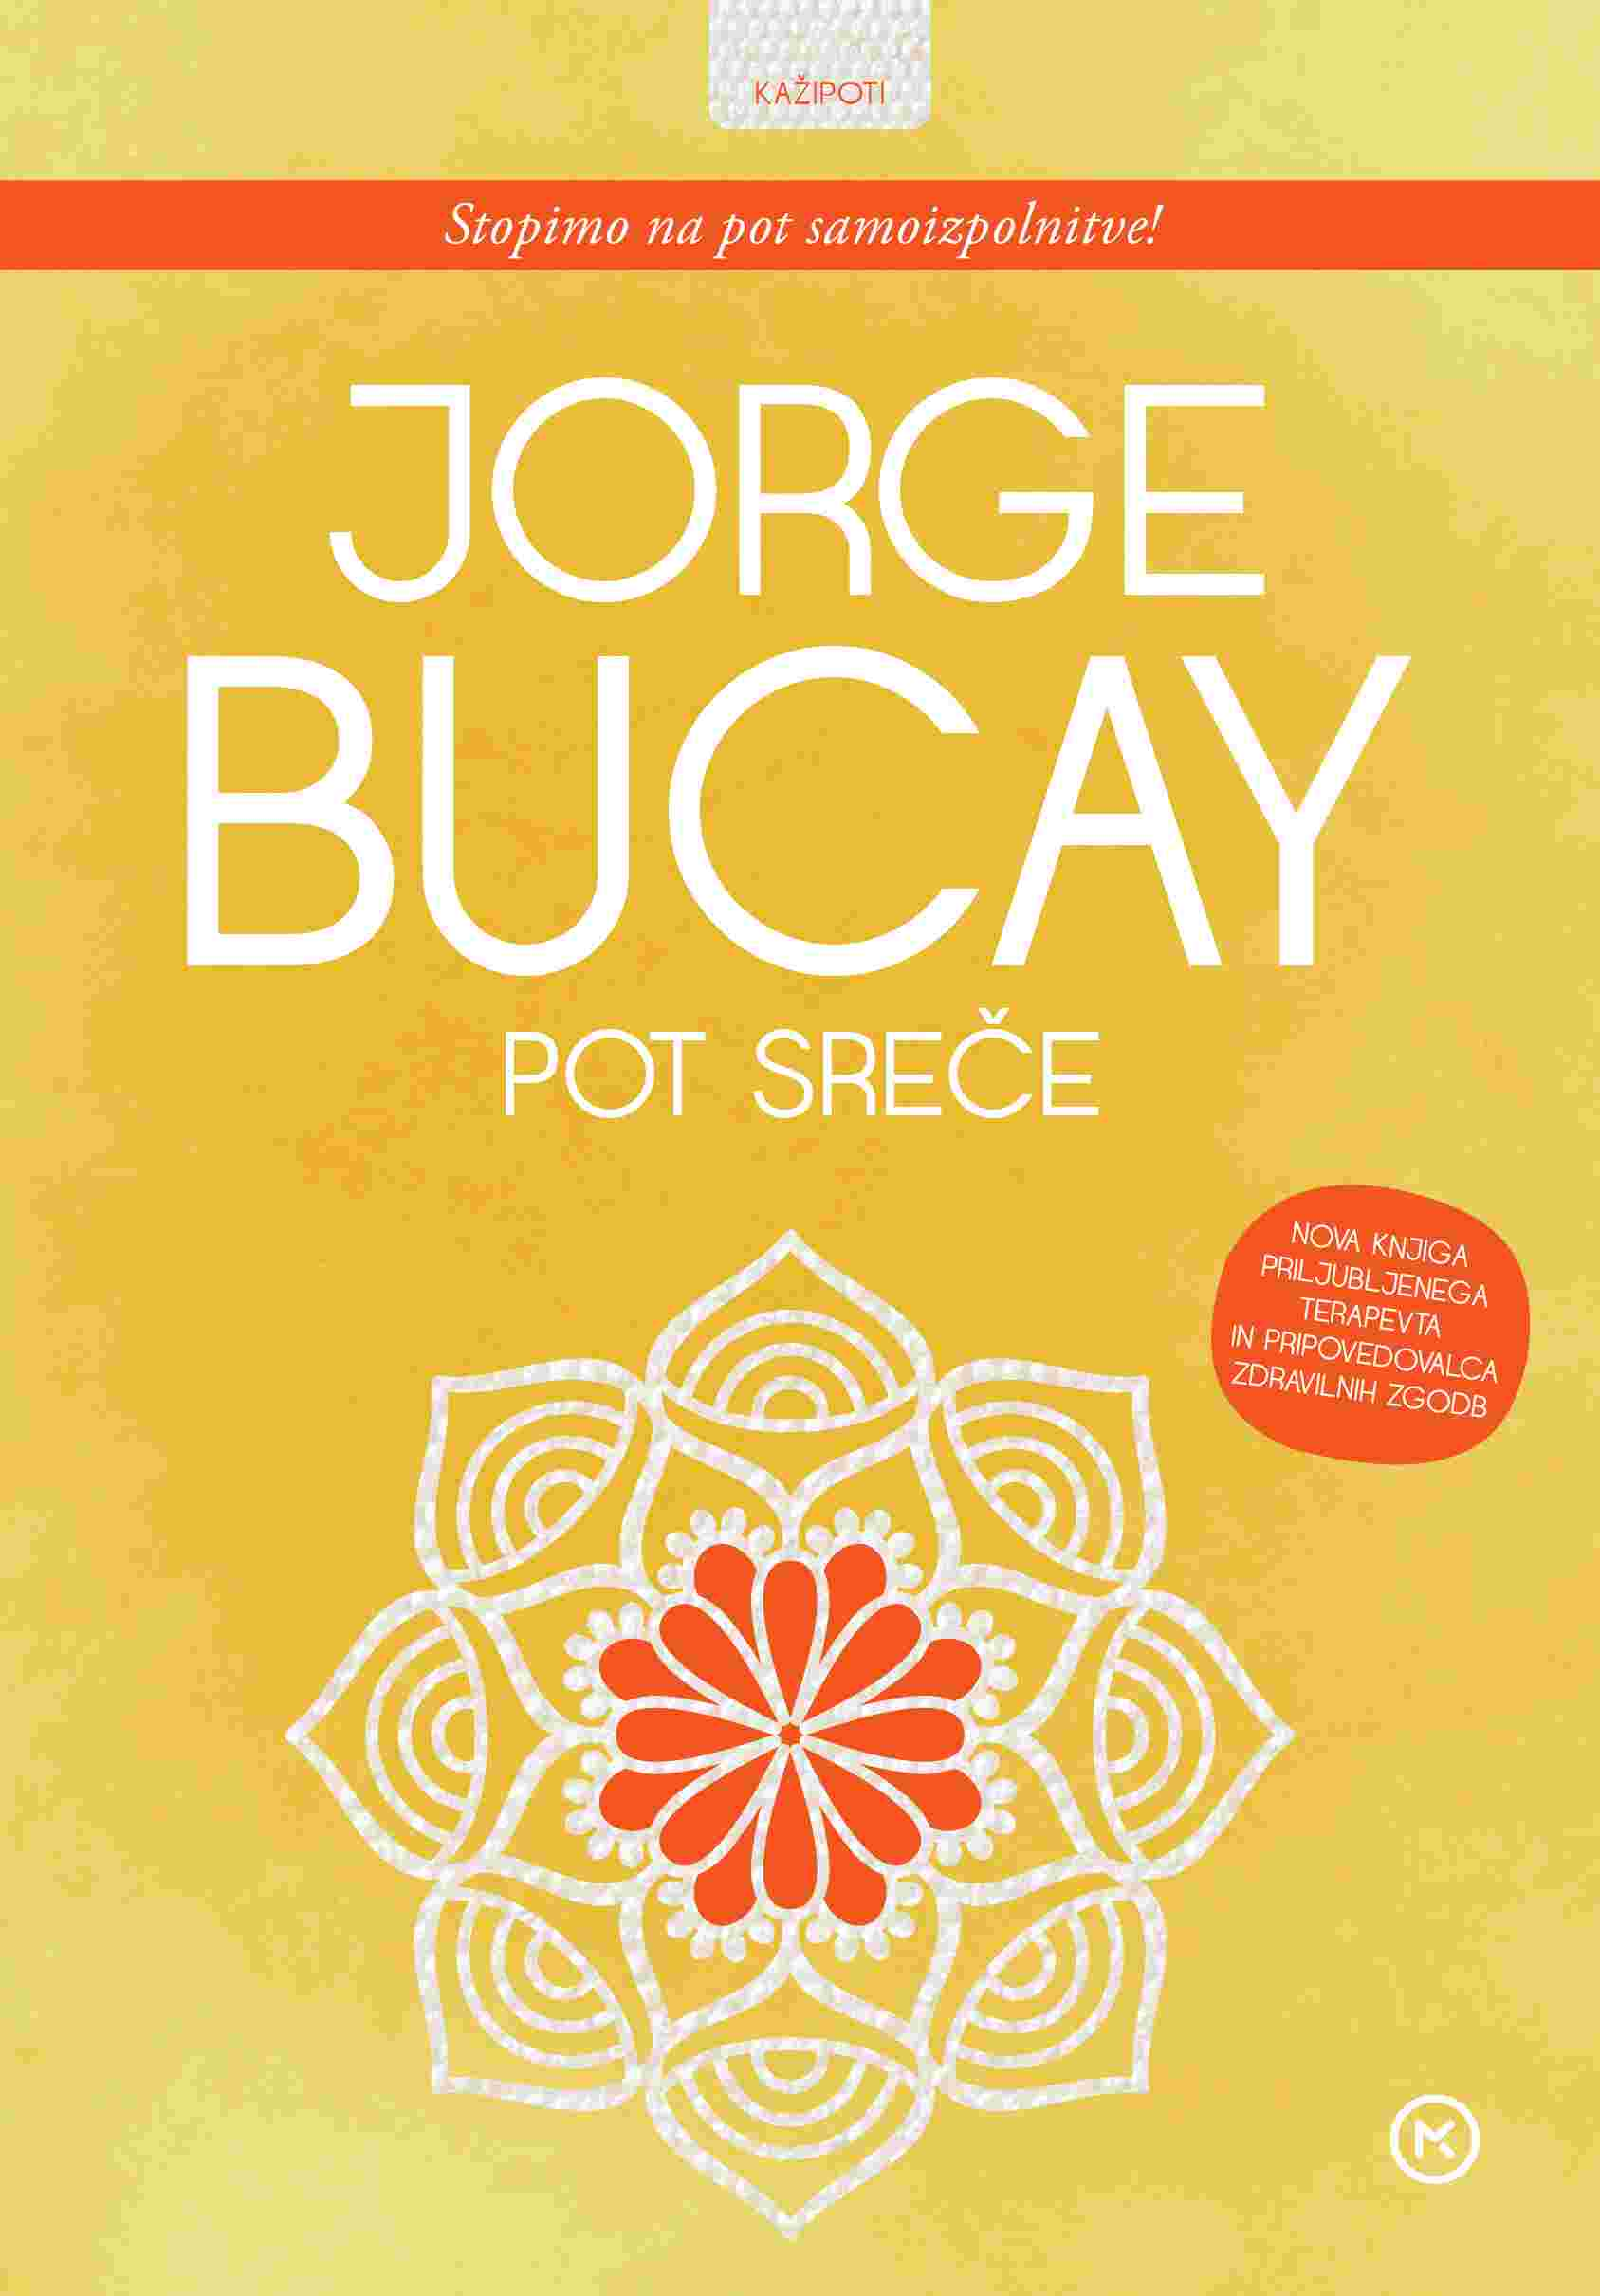 KAŽIPOTI
Stopimo na pot samoizpolnitve!
JORGE
BUCAY
POT SREČE
NOVA KNJIGA
PRILJUBLJENEGA
TERAPEVTA
IN PRIPOVEDOVALCA
ZDRAVILNIH ZGODB